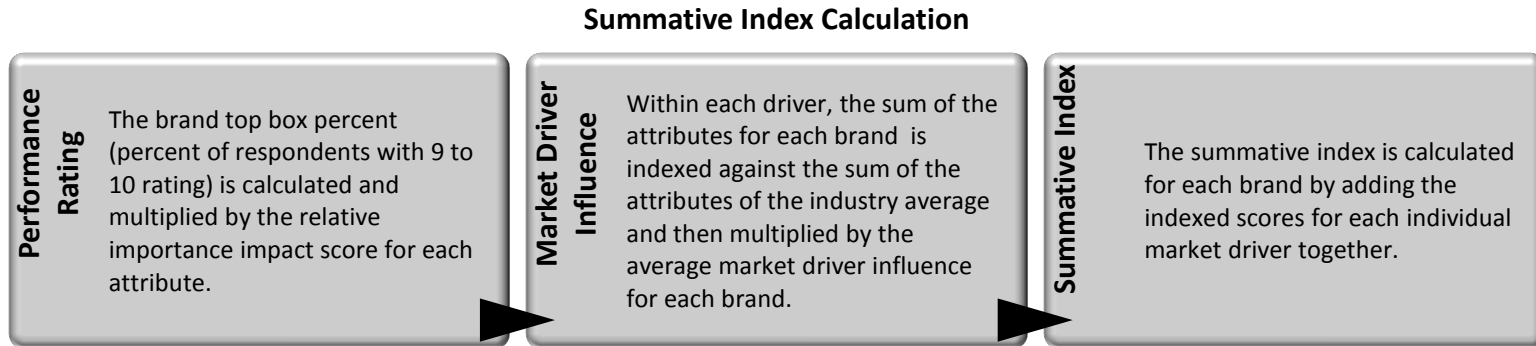 Summative Index Calculation
Performance
Rating
The brand top box percent
(percent of respondents with 9 to
10 rating) is calculated and
multiplied by the relative
importance impact score for each
attribute.
Market Driver
Influence
Within each driver, the sum of the
attributes for each brand  is
indexed against the sum of the
attributes of the industry average
and then multiplied by the
average market driver influence
for each brand.
Summative Index
The summative index is calculated
for each brand by adding the
indexed scores for each individual
market driver together.